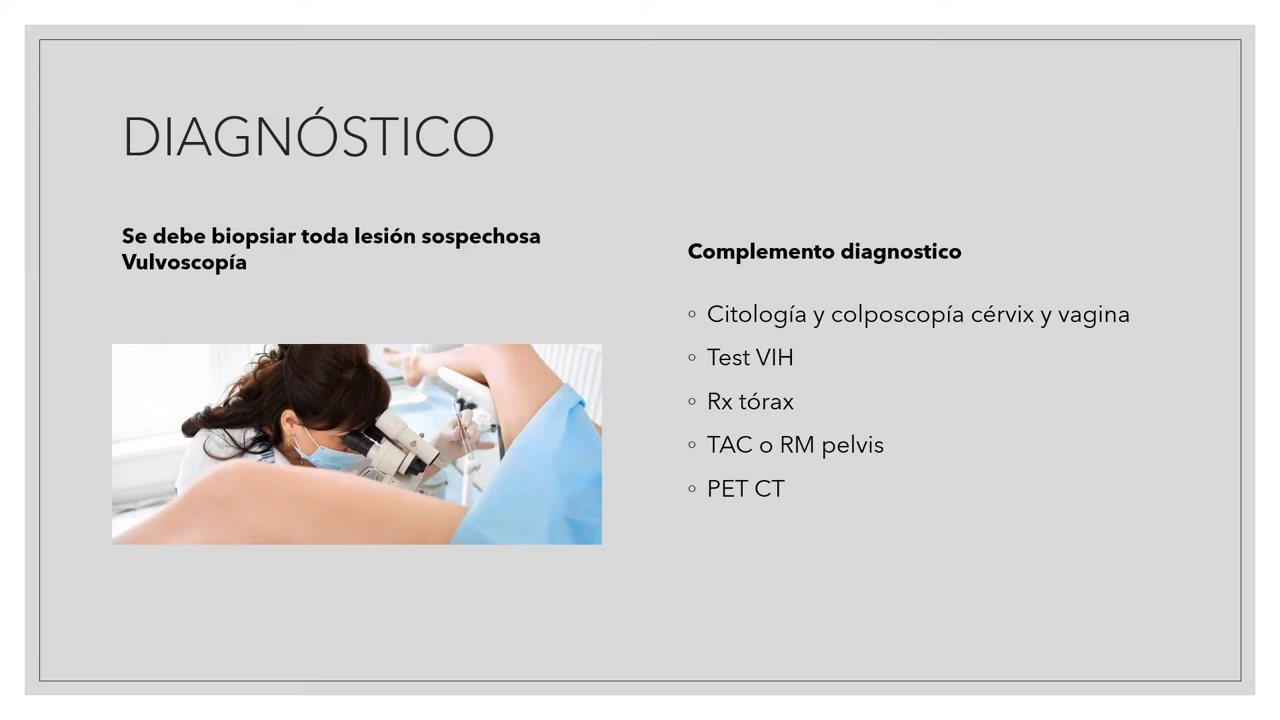 DIAGNÓSTICO
Se debe biopsiar toda lesión sospechosa
Vulvoscopía
Complemento diagnostico
◦ Citología y colposcopía cérvix y vagina
◦ Test VIH
◦ Rx tórax
◦ TAC o RM pelvis
◦ PET CT